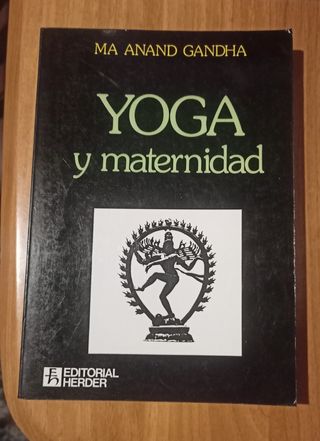 MA ANAND GANDHA
YOGA
y maternidad
EDITORIAL
HERDER